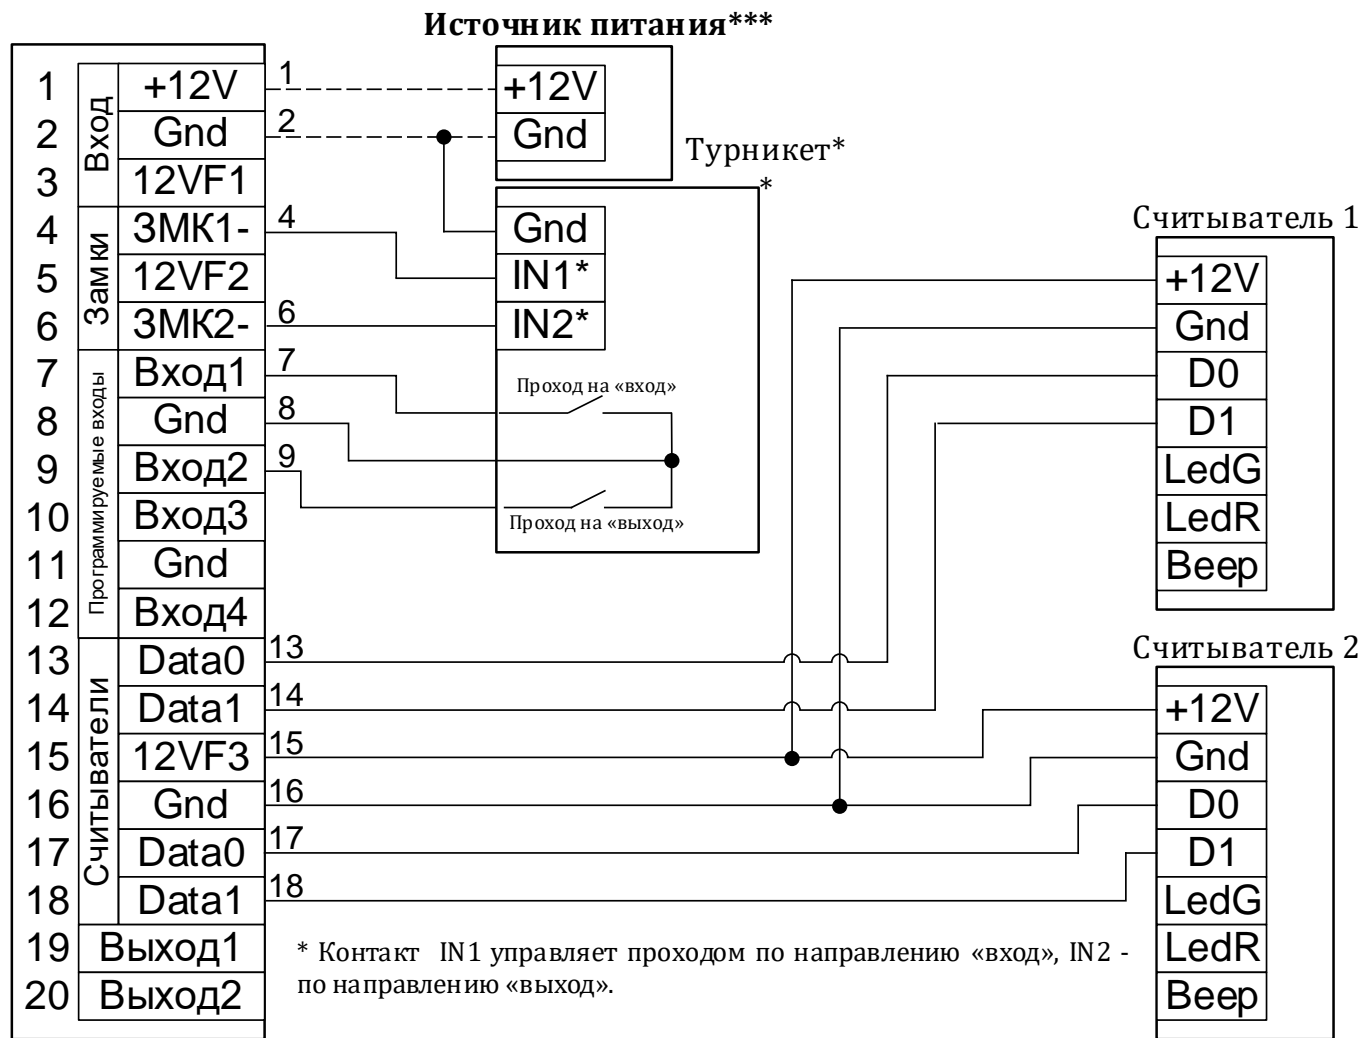 Источник питания***
1 +12V 1
2 Gnd 2
3 12VF1
Вход
4 ЗМК1- 4
5 12VF2
6 ЗМК2- 6
Замки
7 Вход1 7
8 Gnd 8
9 Вход2 9
10 Вход3
11 Gnd
12 Вход4
Программируемые входы
13 Data0 13
14 Data1 14
15 12VF3 15
16 Gnd 16
17 Data0 17
18 Data1 18
Считыватели
19 Выход1
20 Выход2
+12V
Gnd
Турникет*
*
Gnd
IN1*
IN2*
Проход на «вход»
Проход на «выход»
Считыватель 1
+12V
Gnd
D0
D1
LedG
LedR
Beep
Считыватель 2
+12V
Gnd
D0
D1
LedG
LedR
Beep
* Контакт IN1 управляет проходом по направлению «вход», IN2 -
по направлению «выход».